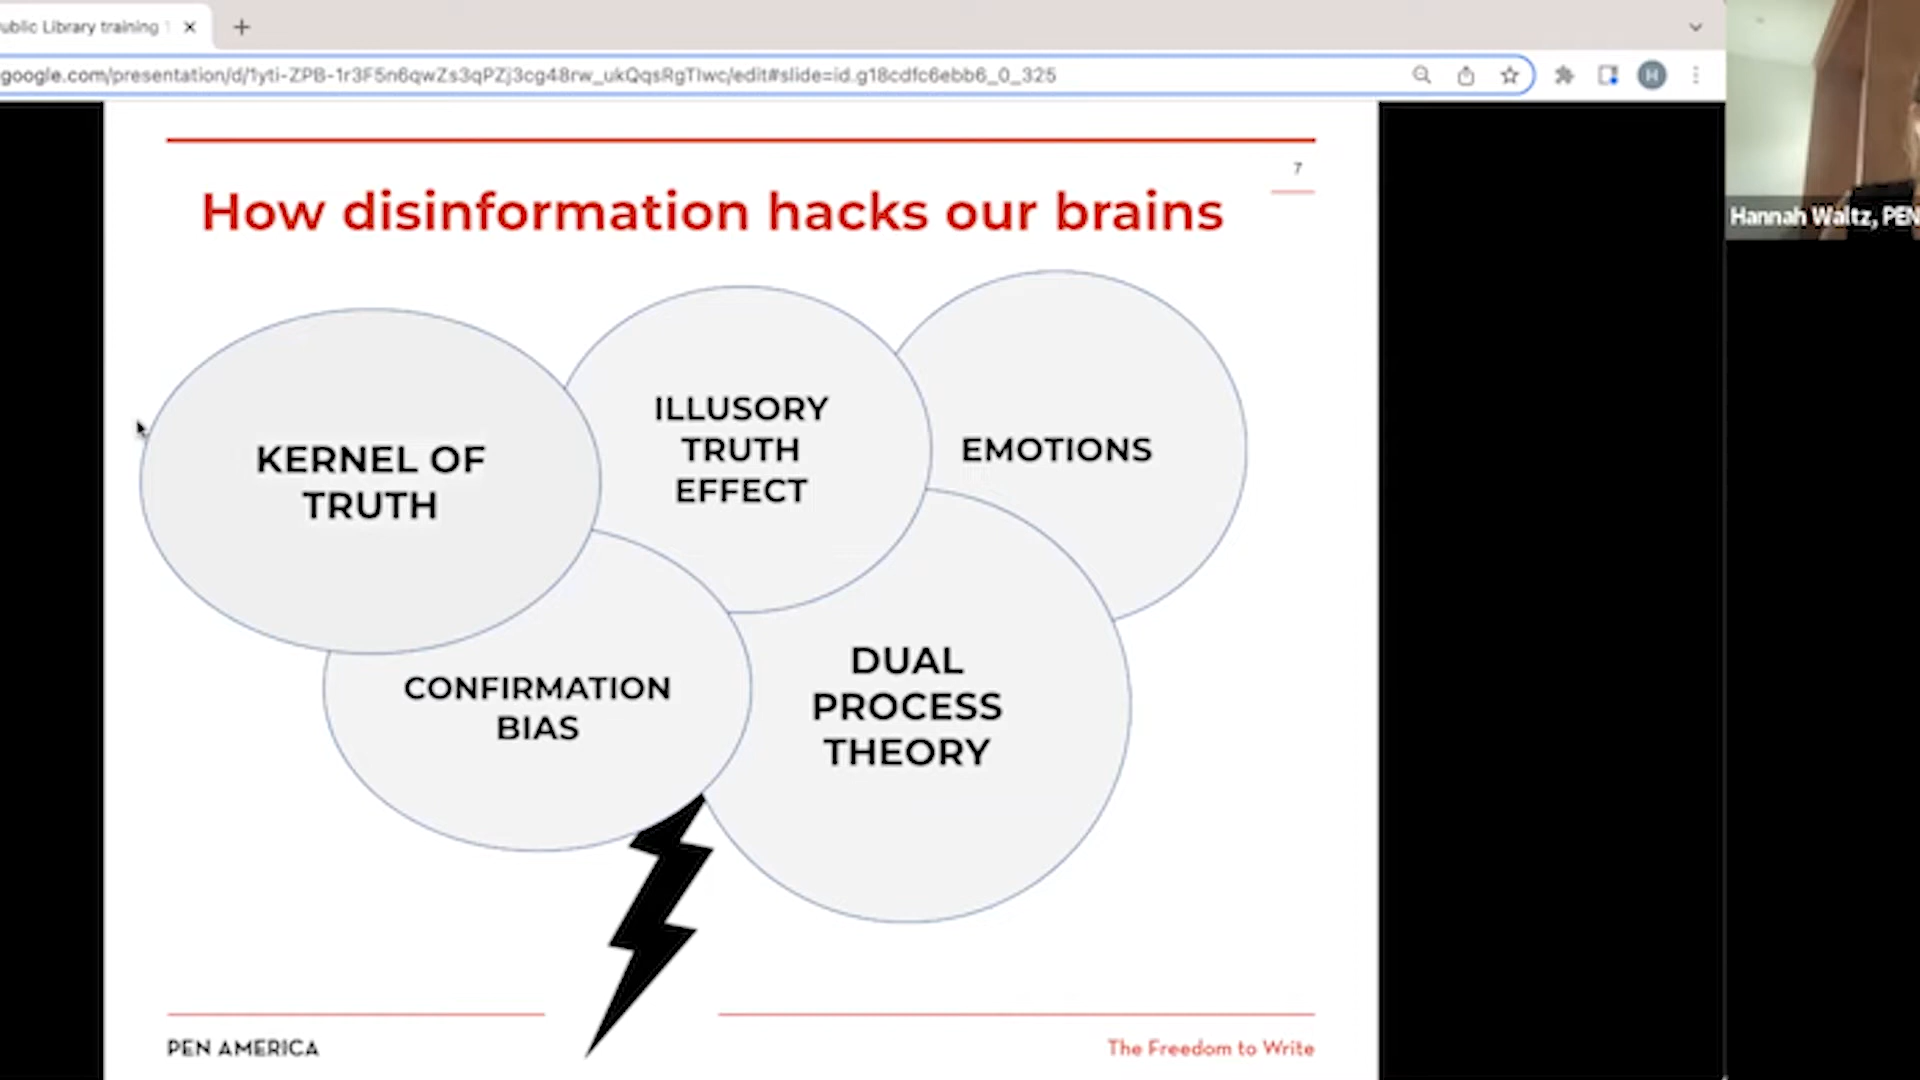 ublic Library training
google.com/presentation/d/1yti-ZPB-1r3F5n6qwZs3qPZj3cg48rw_ukQqsRgTIwc/edit#slide=id.g18cdfc6ebb6_0_325
H
Hannah Waltz, PEN
7
How disinformation hacks our brains
KERNEL OF
TRUTH
ILLUSORY
TRUTH
EFFECT
EMOTIONS
CONFIRMATION
BIAS
DUAL
PROCESS
THEORY
PEN AMERICA
The Freedom to Write